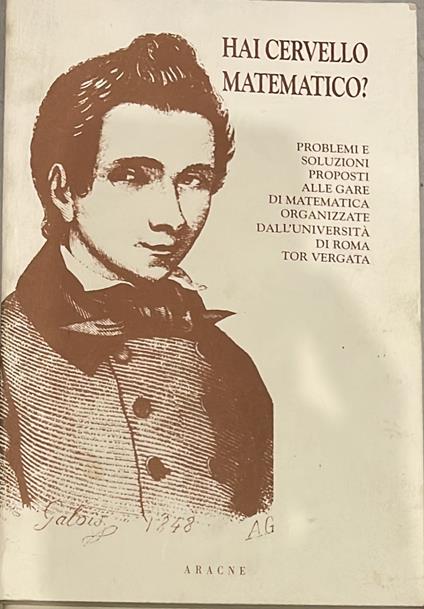 HAI CERVELLO
MATEMATICO?
PROBLEMI E
SOLUZIONI
PROPOSTI
ALLE GARE
DI MATEMATICA
ORGANIZZATE
DALL'UNIVERSITÀ
DI ROMA
TOR VERGATA
Galois 1848 AG
ARACNE